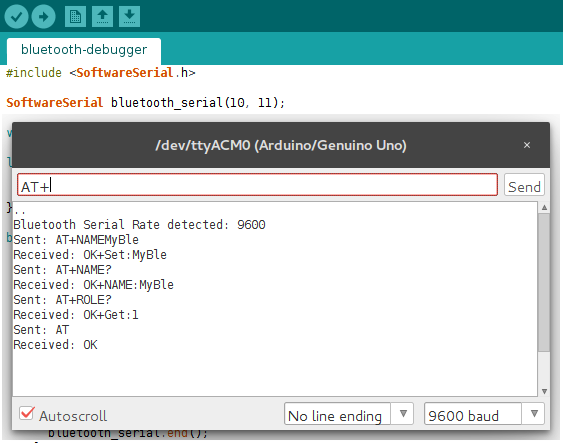 bluetooth-debugger
#include <SoftwareSerial.h>
SoftwareSerial bluetooth_serial(10, 11);
/dev/ttyACM0 (Arduino/Genuino Uno)
×
AT+
Send
..
Bluetooth Serial Rate detected: 9600
Sent: AT+NAMEMyBle
Received: OK+Set:MyBle
Sent: AT+NAME?
Received: OK+NAME:MyBle
Sent: AT+ROLE?
Received: OK+Get:1
Sent: AT
Received: OK
Autoscroll
No line ending
9600 baud
bluetooth_serial.end();